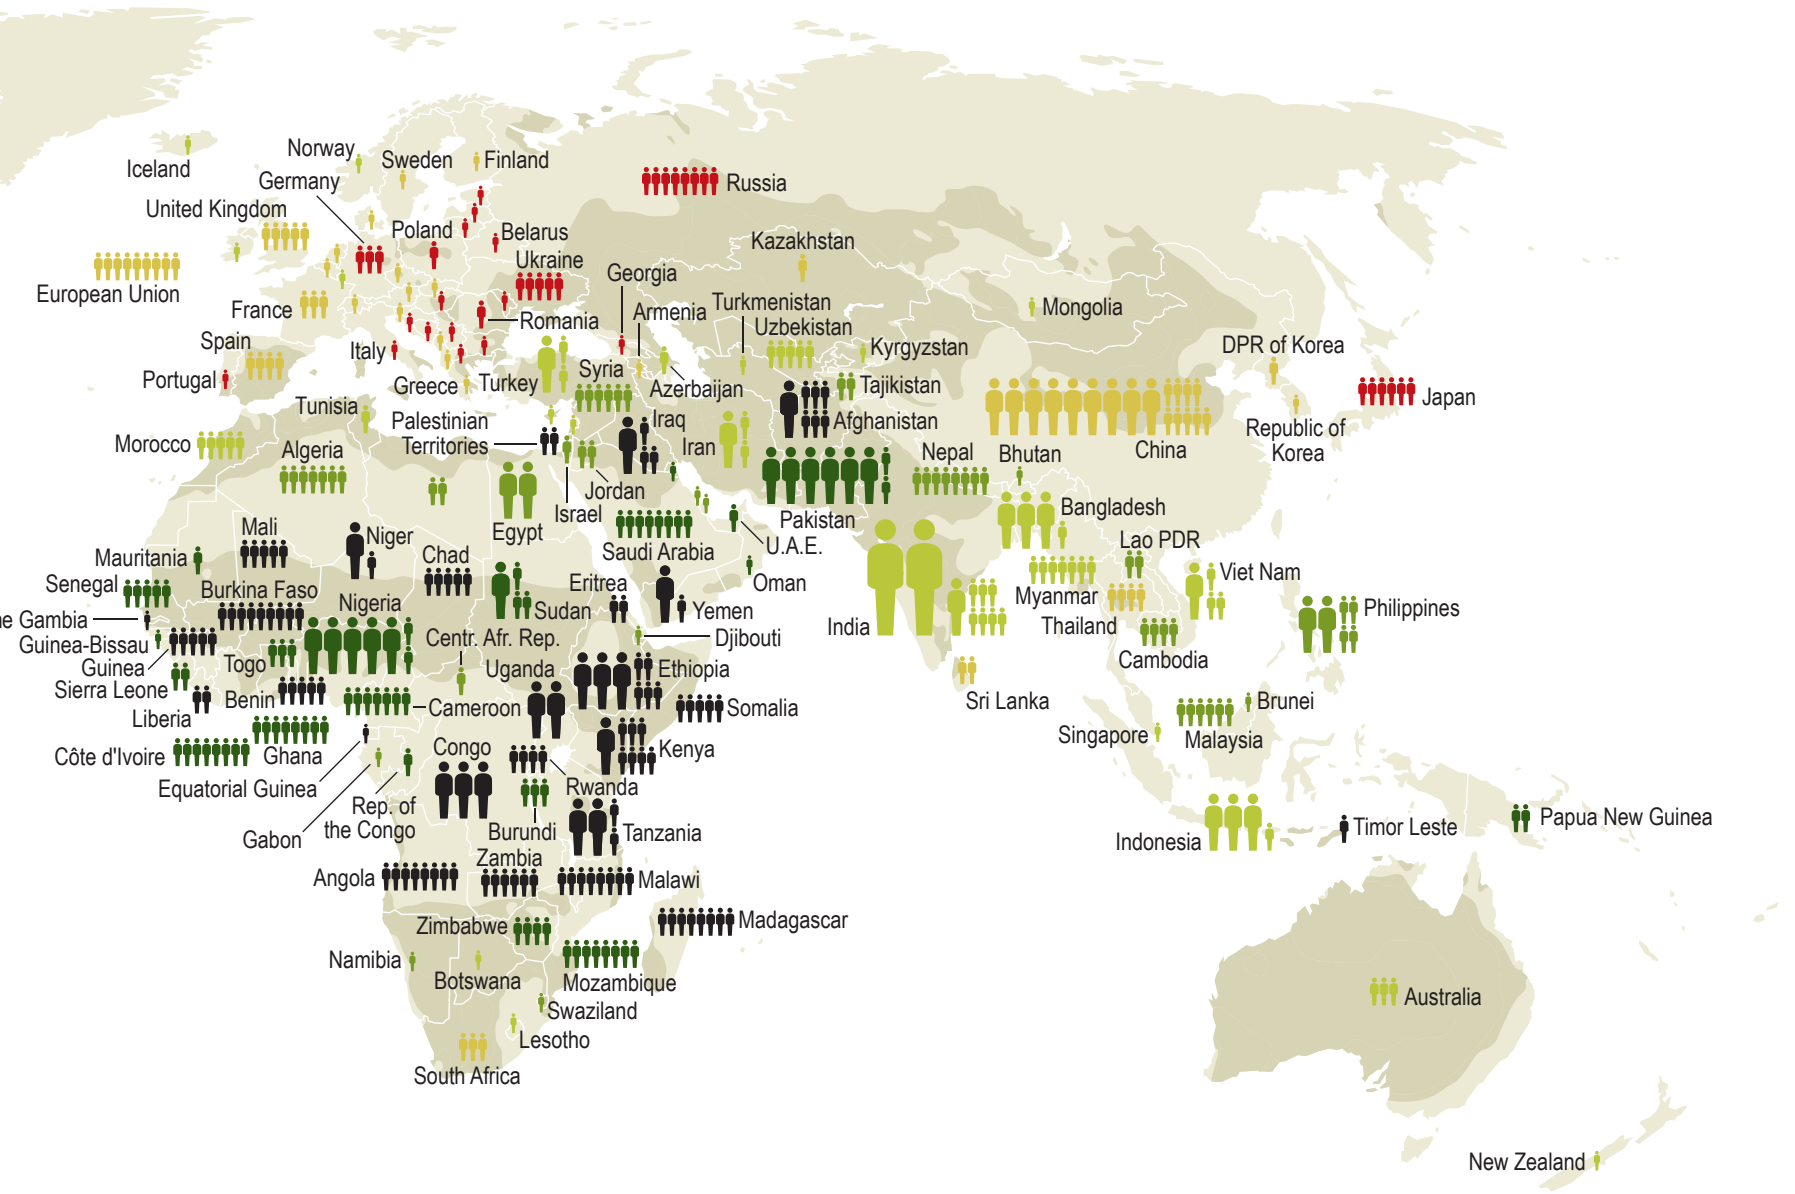 Norway
Sweden
Finland
Iceland
Germany
Russia
United Kingdom
Poland
Belarus
Kazakhstan
Ukraine
Georgia
European Union
Turkmenistan
Mongolia
France
Armenia
Romania
Uzbekistan
Spain
Italy
Kyrgyzstan
DPR of Korea
Syria
Portugal
Greece
Turkey
Azerbaijan
Tajikistan
Japan
Tunisia
Palestinian
Territories
Iraq
Afghanistan
Republic of
Korea
Morocco
Algeria
Iran
Nepal
Bhutan
China
Jordan
Israel
Bangladesh
Egypt
Pakistan
Mali
Niger
Saudi Arabia
U.A.E.
Lao PDR
Mauritania
Chad
Senegal
Burkina Faso
Eritrea
Oman
Viet Nam
Nigeria
Sudan
Yemen
Myanmar
Philippines
he Gambia
Guinea-Bissau
Centr. Afr. Rep.
Djibouti
India
Thailand
Guinea
Togo
Uganda
Ethiopia
Cambodia
Sierra Leone
Benin
Cameroon
Somalia
Sri Lanka
Brunei
Liberia
Singapore
Malaysia
Côte d'Ivoire
Ghana
Congo
Kenya
Equatorial Guinea
Rwanda
Rep. of
the Congo
Gabon
Burundi
Tanzania
Indonesia
Timor Leste
Papua New Guinea
Zambia
Angola
Malawi
Zimbabwe
Madagascar
Namibia
Botswana
Mozambique
Australia
Swaziland
Lesotho
South Africa
New Zealand